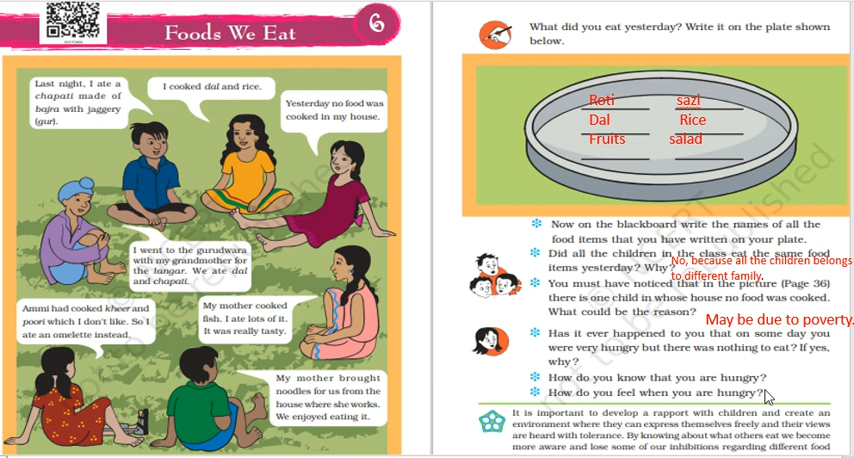 Foods We Eat
6
Last night, I ate a
chapati made of
bajra with jaggery
(gur).
I cooked dal and rice.
Yesterday no food was
cooked in my house.
I went to the gurudwara
with my grandmother for
the langar. We ate dal
and chapati.
Ammi had cooked kheer and
poori which I don't like. So I
ate an omelette instead.
My mother cooked
fish. I ate lots of it.
It was really tasty.
My mother brought
noodles for us from the
house where she works.
We enjoyed eating it.
What did you eat yesterday? Write it on the plate shown
below.
Roti sazi
Dal Rice
Fruits salad
Now on the blackboard write the names of all the
food items that you have written on your plate.
Did all the children in the class eat the same food
items yesterday? Why?
No, because all the children belongs
to different family.
You must have noticed that in the picture (Page 36)
there is one child in whose house no food was cooked.
What could be the reason?
May be due to poverty.
Has it ever happened to you that on some day you
were very hungry but there was nothing to eat? If yes,
why?
How do you know that you are hungry?
How do you feel when you are hungry?
It is important to develop a rapport with children and create an
environment where they can express themselves freely and their views
are heard with tolerance. By knowing about what others eat we become
more aware and lose some of our inhibitions regarding different food